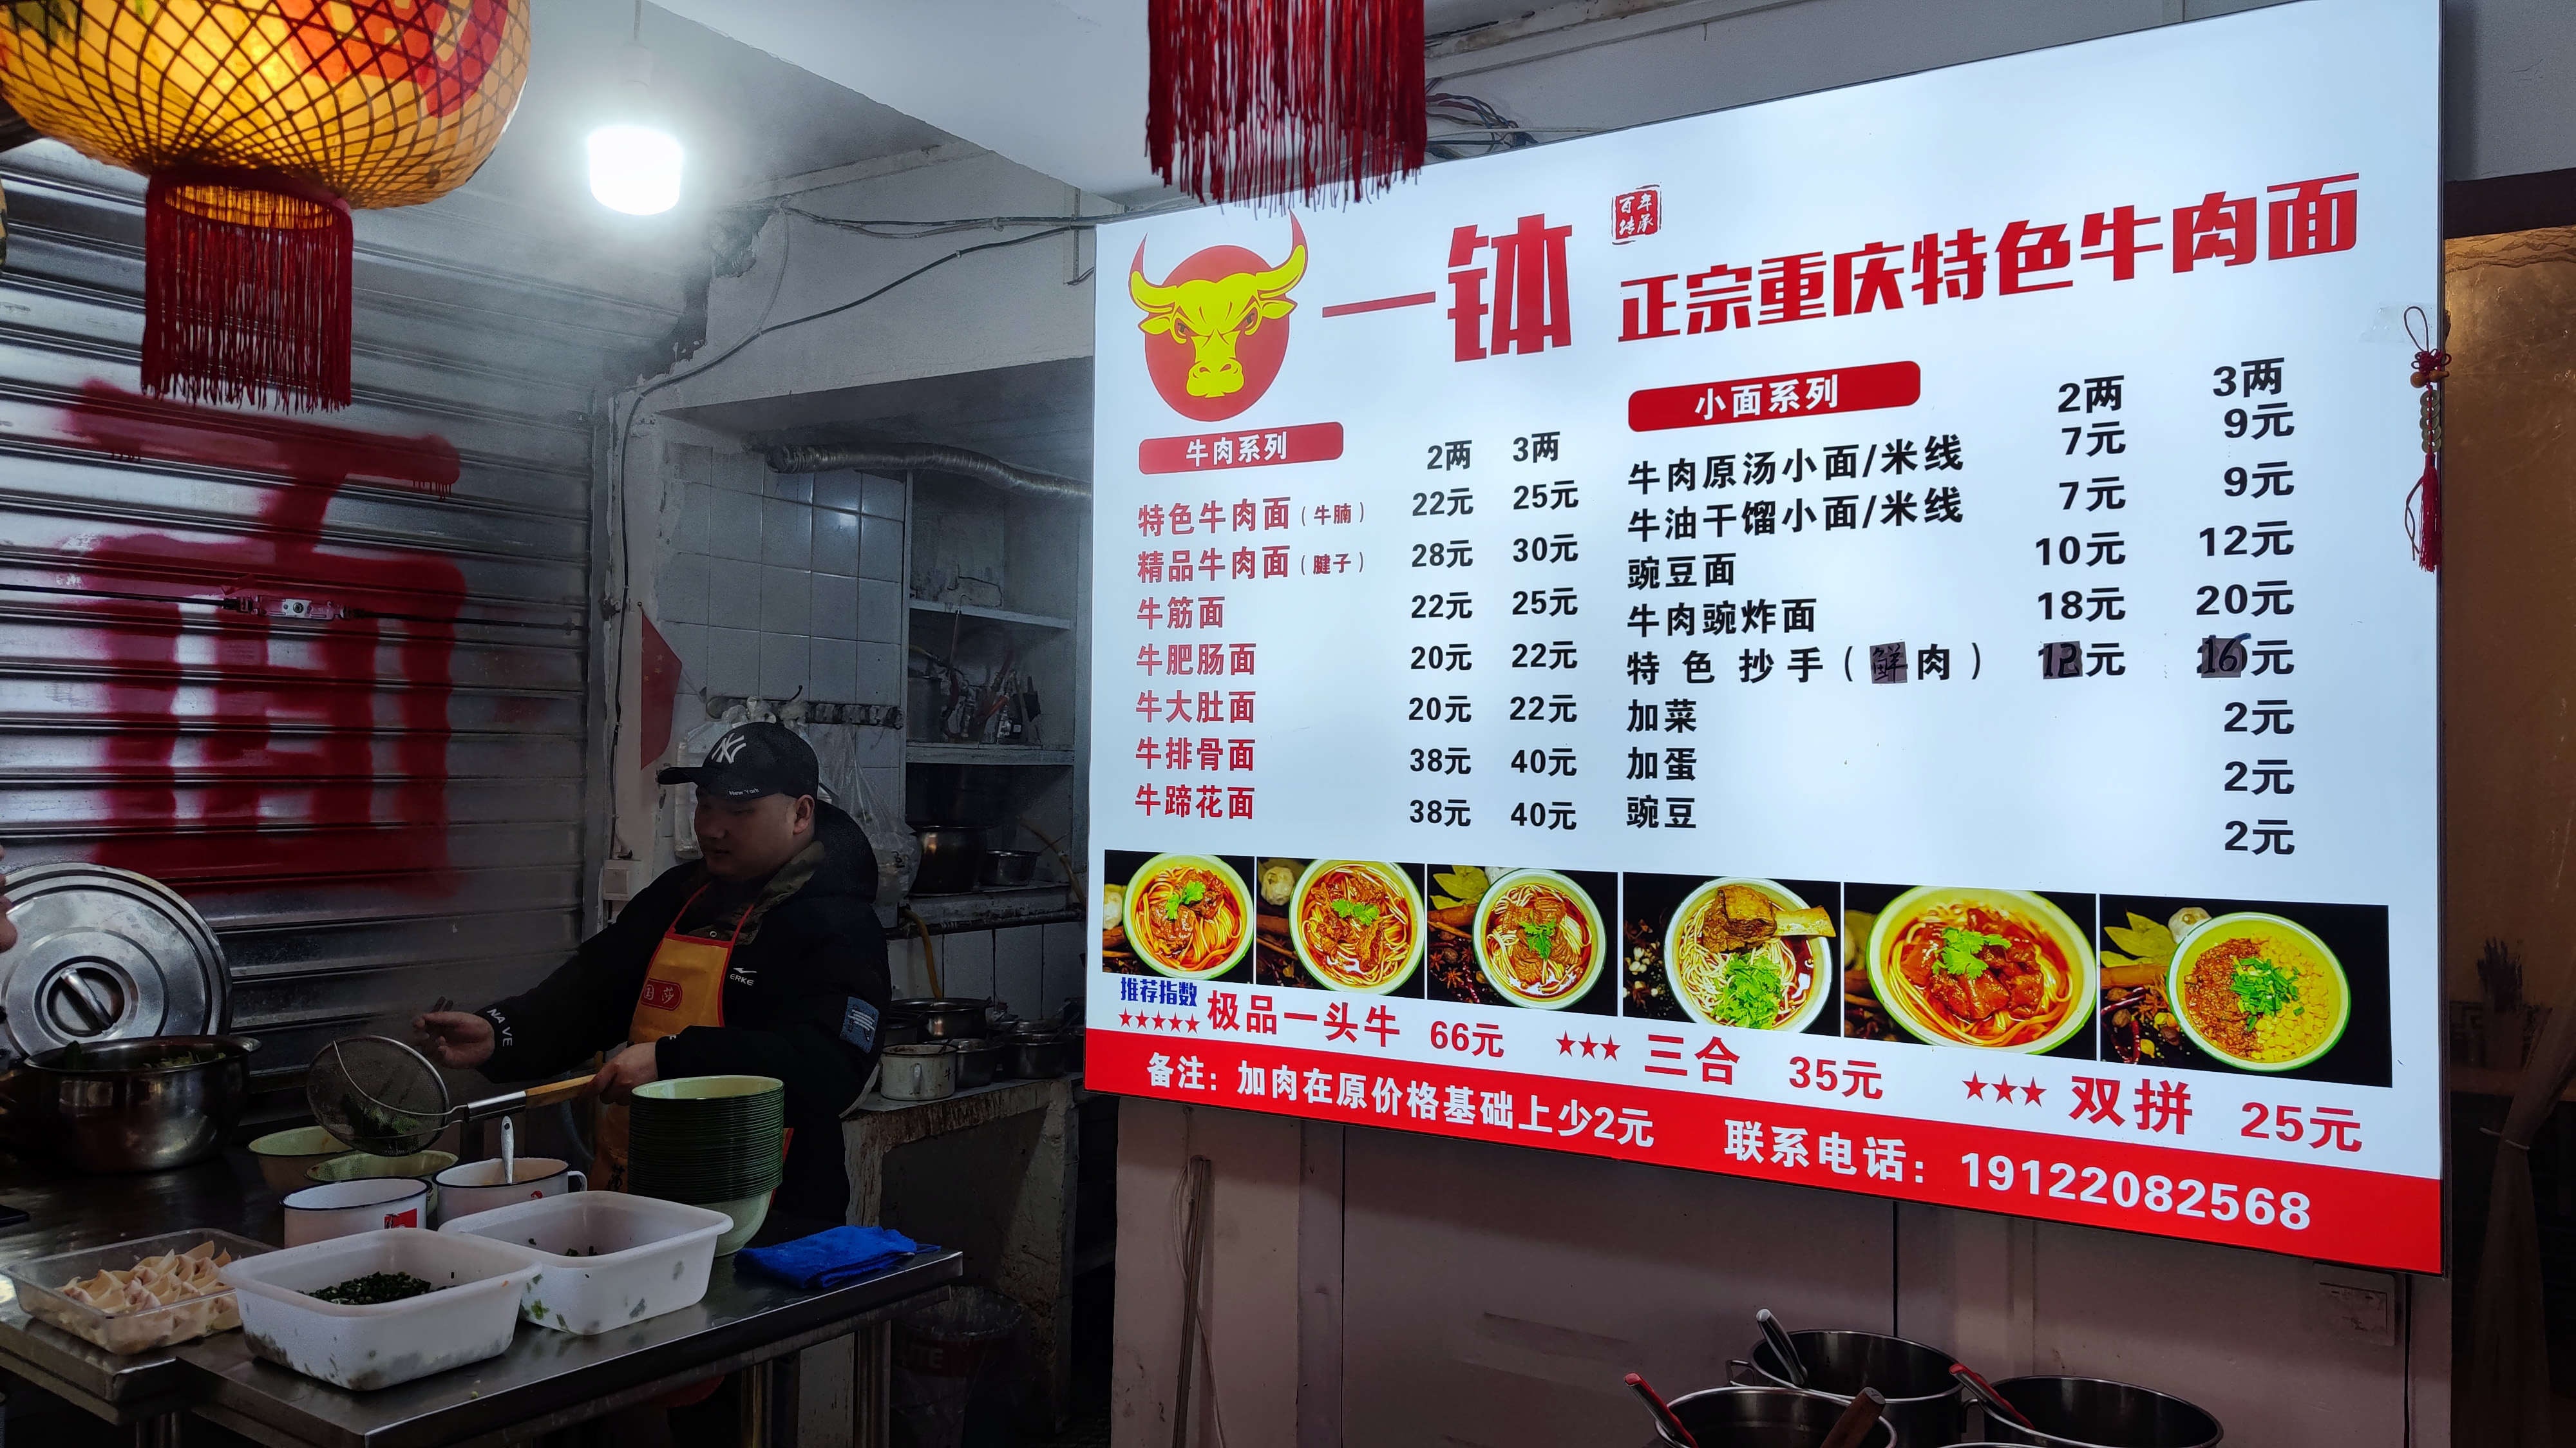 一钵
百年
传承
正宗重庆特色牛肉面
牛肉系列 2两 3两
特色牛肉面（牛腩） 22元 25元
精品牛肉面（腱子） 28元 30元
牛筋面 22元 25元
牛肥肠面 20元 22元
牛大肚面 20元 22元
牛排骨面 38元 40元
牛蹄花面 38元 40元
小面系列 2两 3两
牛肉原汤小面/米线 7元 9元
牛油干馏小面/米线 7元 9元
豌豆面 10元 12元
牛肉豌炸面 18元 20元
特色抄手（鲜肉） 12元 16元
加菜 2元
加蛋 2元
豌豆 2元
推荐指数
★★★★★ 极品一头牛 66元 ★★★ 三合 35元 ★★★ 双拼 25元
备注：加肉在原价格基础上少2元 联系电话：19122082568
面
NY
New York
ERKE
NA VE